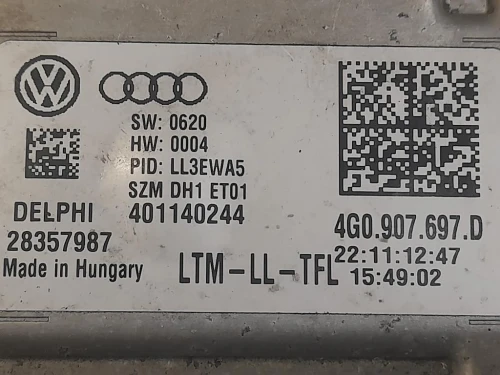 SW: 0620
HW: 0004
PID: LL3EWA5
SZM DH1 ET01
DELPHI 401140244
4G0.907.697.D
28357987
22:11:12:47
Made in Hungary
LTM-LL-TFL
15:49:02